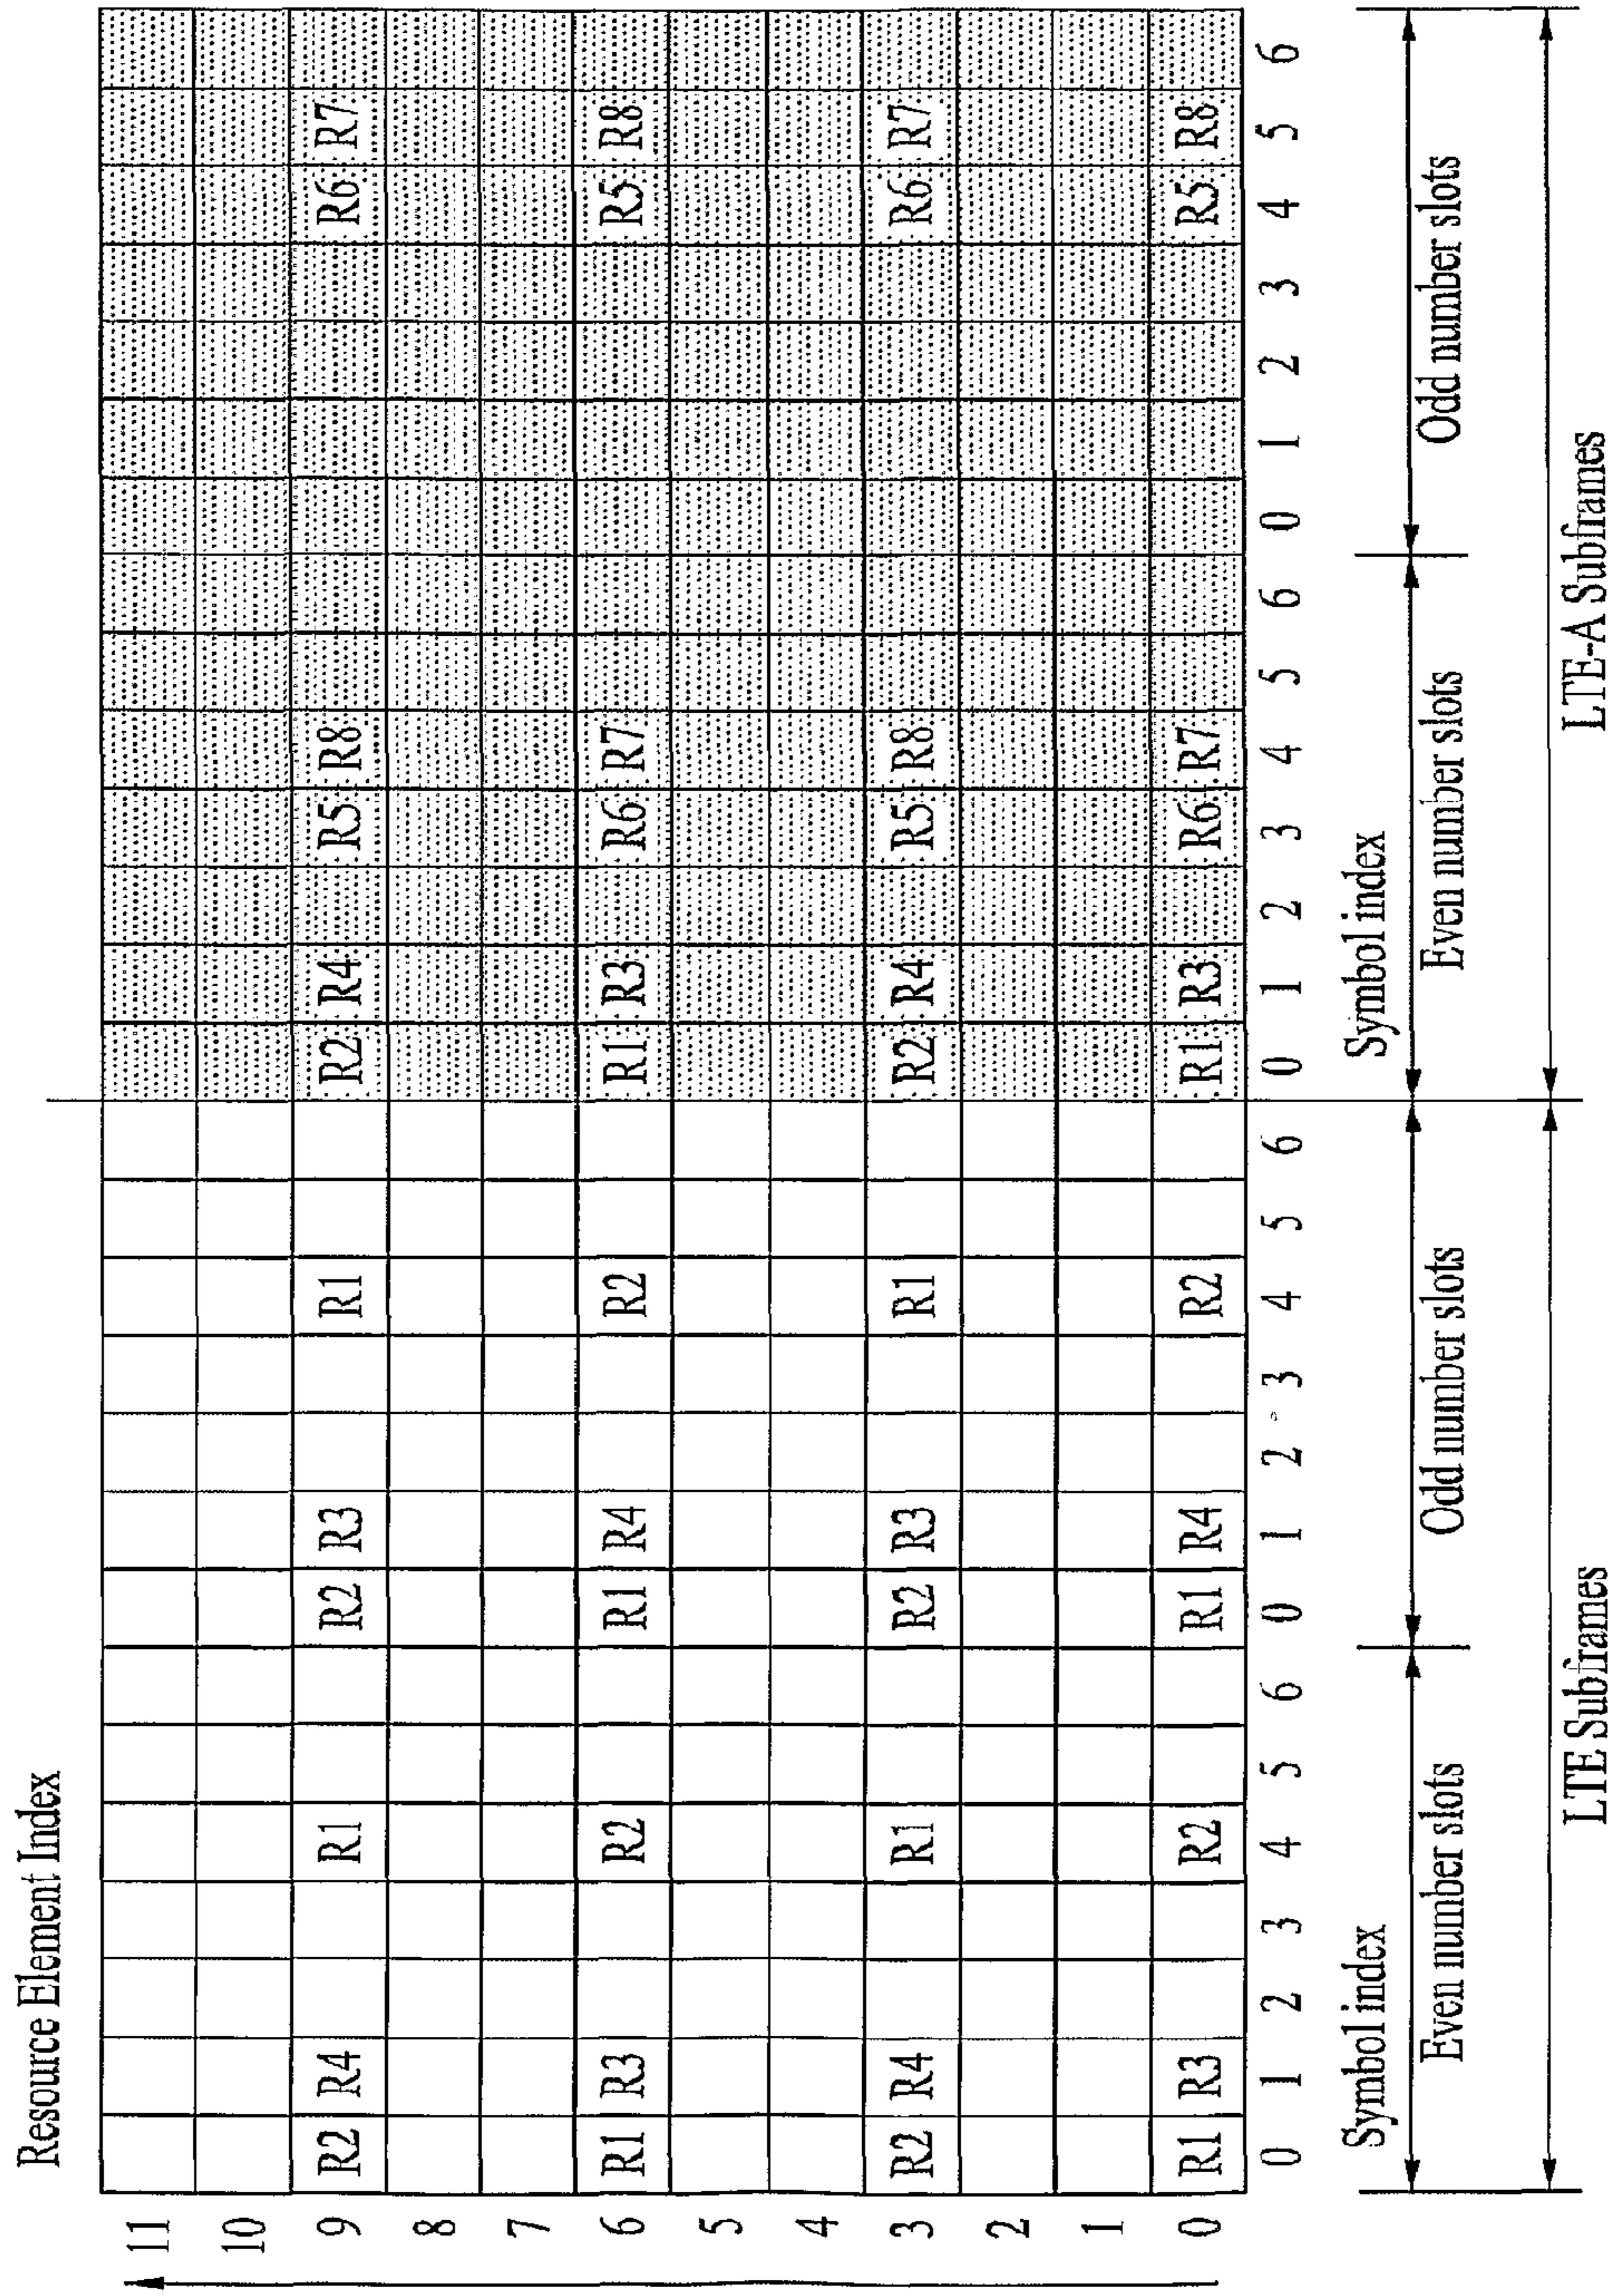 Resource Element Index
11
10
9 R2 R4 R1 R2 R3 R1 R2 R4 R5 R8 R6 R7
8
7
6 R1 R3 R2 R1 R4 R2 R1 R3 R6 R7 R5 R8
5
4
3 R2 R4 R1 R2 R3 R1 R2 R4 R5 R8 R6 R7
2
1
0 R1 R3 R2 R1 R4 R2 R1 R3 R6 R7 R5 R8
0 1 2 3 4 5 6 0 1 2 3 4 5 6 0 1 2 3 4 5 6 0 1 2 3 4 5 6
Symbol index Symbol index
Even number slots Odd number slots Even number slots Odd number slots
LTE Subframes LTE-A Subframes